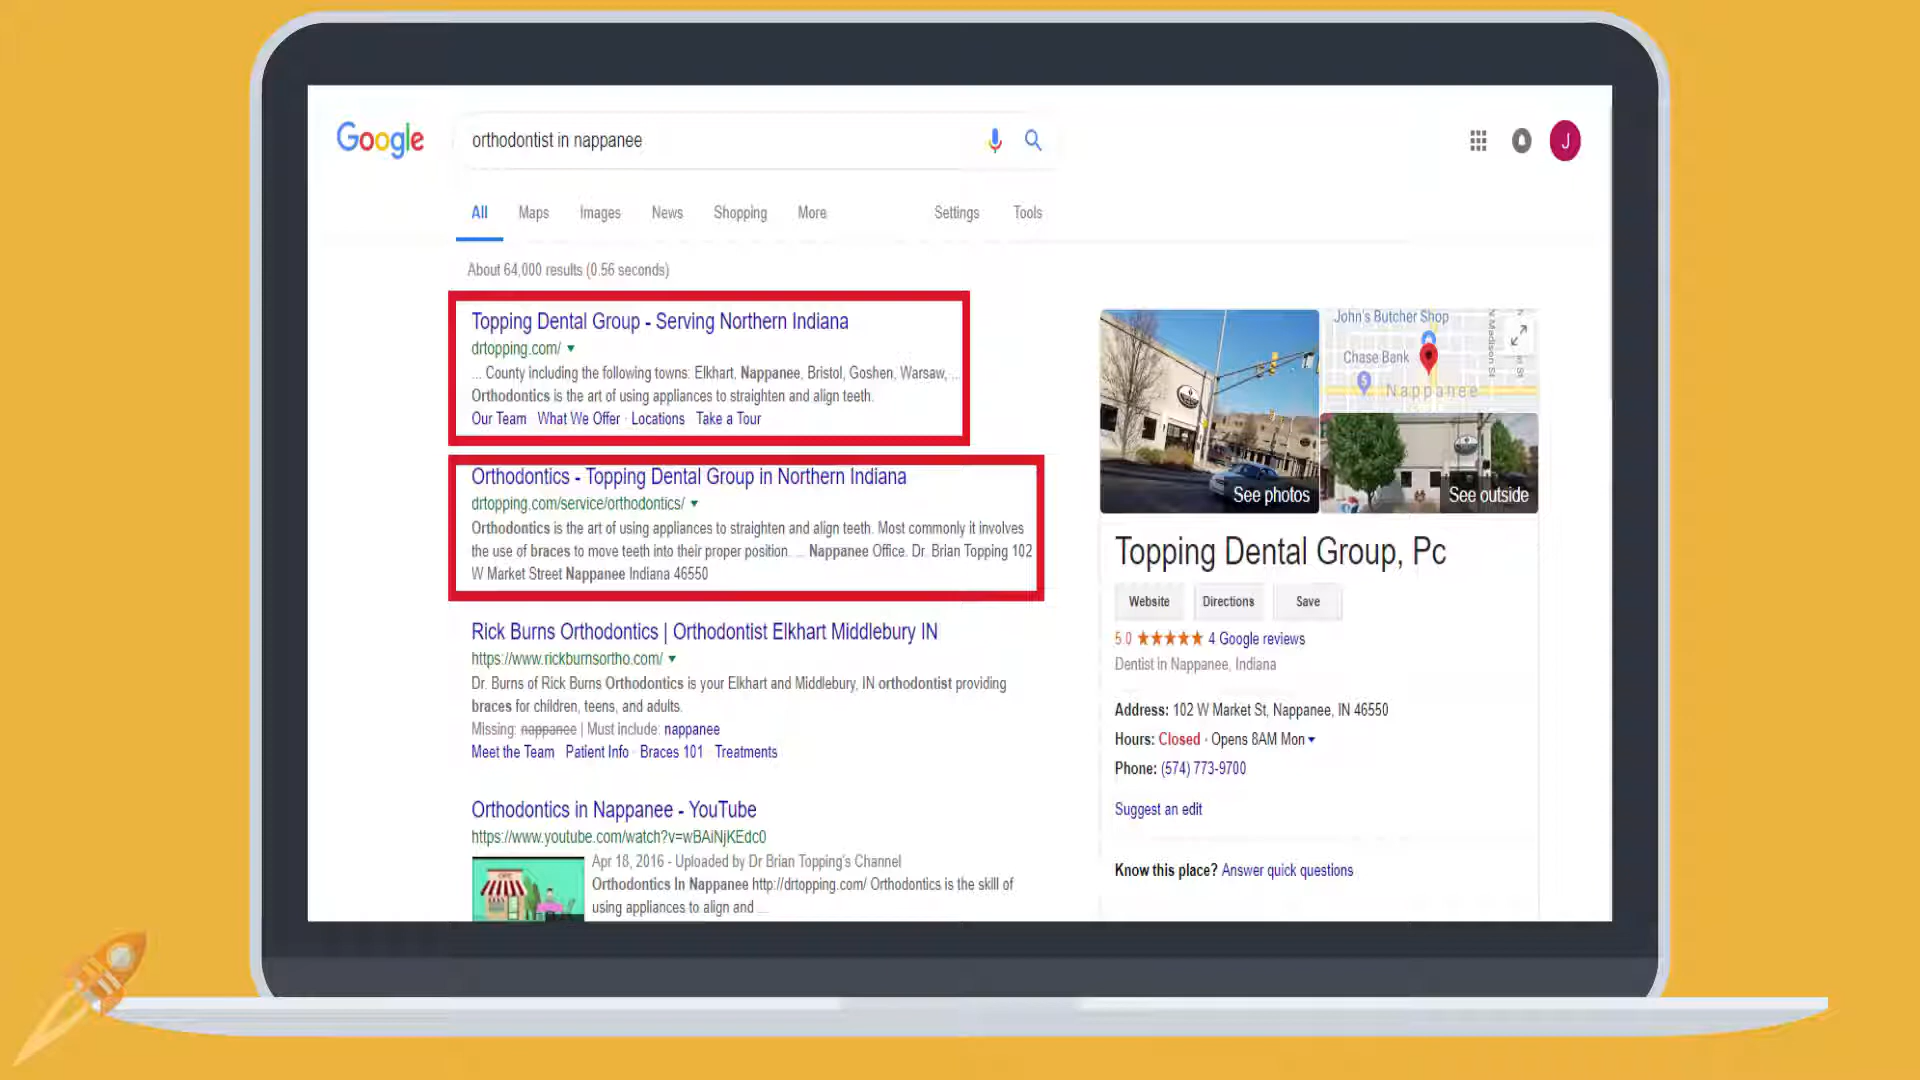 Google
orthodontist in nappanee
J
All Maps Images News Shopping More Settings Tools
About 64,000 results (0.56 seconds)
Topping Dental Group - Serving Northern Indiana
drtopping.com/
... County including the following towns: Elkhart, Nappanee, Bristol, Goshen, Warsaw, ...
Orthodontics is the art of using appliances to straighten and align teeth.
Our Team What We Offer · Locations Take a Tour
Orthodontics - Topping Dental Group in Northern Indiana
drtopping.com/service/orthodontics/
Orthodontics is the art of using appliances to straighten and align teeth. Most commonly it involves
the use of braces to move teeth into their proper position. ... Nappanee Office. Dr. Brian Topping 102
W Market Street Nappanee Indiana 46550
Rick Burns Orthodontics | Orthodontist Elkhart Middlebury IN
https://www.rickburnsortho.com/
Dr. Burns of Rick Burns Orthodontics is your Elkhart and Middlebury, IN orthodontist providing
braces for children, teens, and adults.
Missing: nappanee | Must include: nappanee
Meet the Team Patient Info · Braces 101 · Treatments
Orthodontics in Nappanee - YouTube
https://www.youtube.com/watch?v=wBAiNjKEdc0
Apr 18, 2016 - Uploaded by Dr Brian Topping's Channel
Orthodontics In Nappanee http://drtopping.com/ Orthodontics is the skill of
using appliances to align and ...
John's Butcher Shop
Chase Bank
N Madison St
Nappanee
See photos
See outside
Topping Dental Group, Pc
Website Directions Save
5.0 4 Google reviews
Dentist in Nappanee, Indiana
Address: 102 W Market St, Nappanee, IN 46550
Hours: Closed · Opens 8AM Mon
Phone: (574) 773-9700
Suggest an edit
Know this place? Answer quick questions